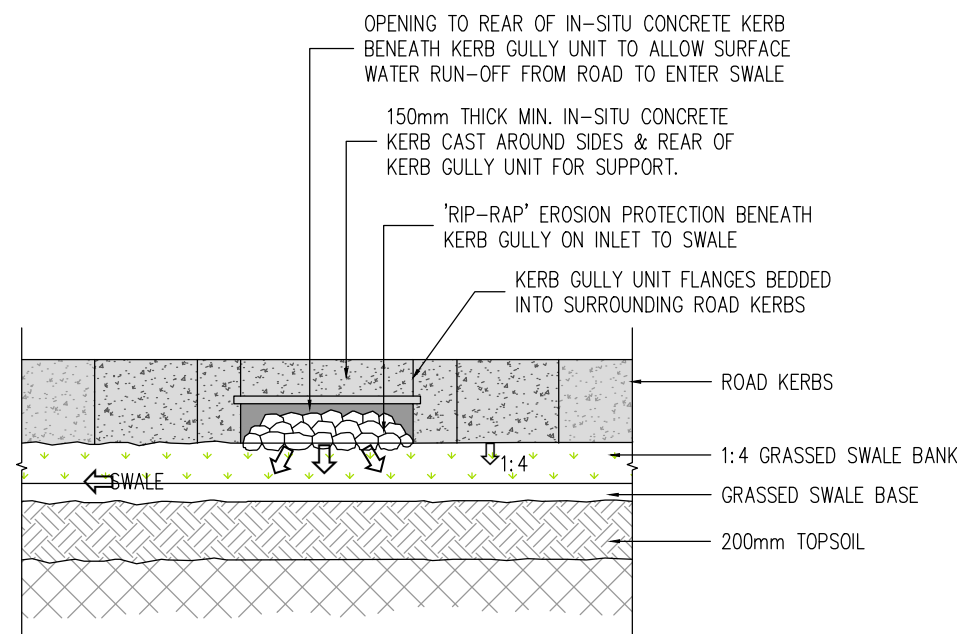 OPENING TO REAR OF IN-SITU CONCRETE KERB
BENEATH KERB GULLY UNIT TO ALLOW SURFACE
WATER RUN-OFF FROM ROAD TO ENTER SWALE
150mm THICK MIN. IN-SITU CONCRETE
KERB CAST AROUND SIDES & REAR OF
KERB GULLY UNIT FOR SUPPORT.
'RIP-RAP' EROSION PROTECTION BENEATH
KERB GULLY ON INLET TO SWALE
KERB GULLY UNIT FLANGES BEDDED
INTO SURROUNDING ROAD KERBS
ROAD KERBS
1:4 GRASSED SWALE BANK
1:4
SWALE
GRASSED SWALE BASE
200mm TOPSOIL